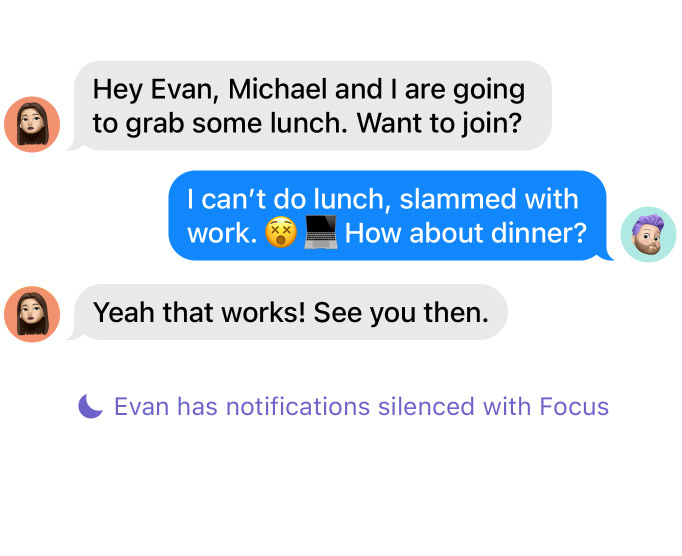 Hey Evan, Michael and I are going
to grab some lunch. Want to join?
I can’t do lunch, slammed with
work. 😵💻 How about dinner?
Yeah that works! See you then.
Evan has notifications silenced with Focus